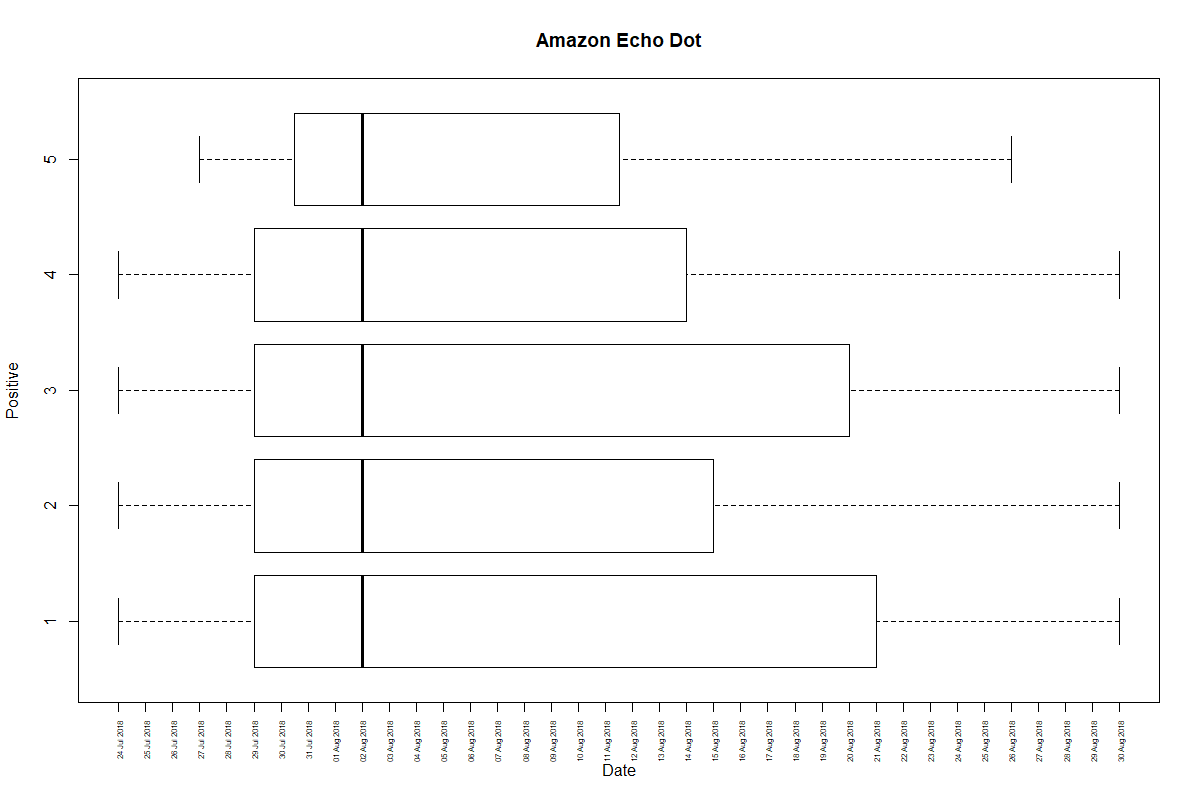 Amazon Echo Dot
5
4
3
2
1
Positive
24 Jul 2018
25 Jul 2018
26 Jul 2018
27 Jul 2018
28 Jul 2018
29 Jul 2018
30 Jul 2018
31 Jul 2018
01 Aug 2018
02 Aug 2018
03 Aug 2018
04 Aug 2018
05 Aug 2018
06 Aug 2018
07 Aug 2018
08 Aug 2018
09 Aug 2018
10 Aug 2018
11 Aug 2018
12 Aug 2018
13 Aug 2018
14 Aug 2018
15 Aug 2018
16 Aug 2018
17 Aug 2018
18 Aug 2018
19 Aug 2018
20 Aug 2018
21 Aug 2018
22 Aug 2018
23 Aug 2018
24 Aug 2018
25 Aug 2018
26 Aug 2018
27 Aug 2018
28 Aug 2018
29 Aug 2018
30 Aug 2018
Date